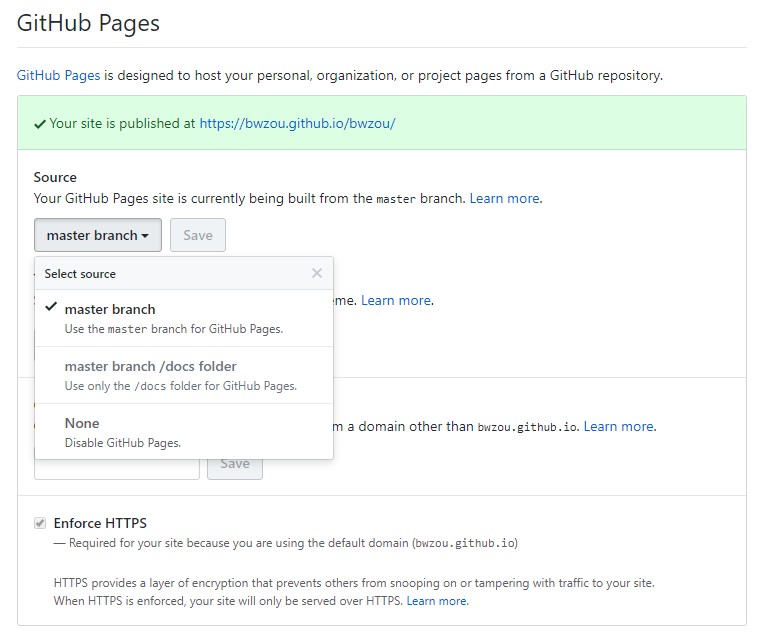 GitHub Pages
GitHub Pages is designed to host your personal, organization, or project pages from a GitHub repository.
Your site is published at https://bwzou.github.io/bwzou/
Source
Your GitHub Pages site is currently being built from the master branch. Learn more.
master branch
Save
Select source
Learn more.
master branch
Use the master branch for GitHub Pages.
master branch /docs folder
Use only the /docs folder for GitHub Pages.
None
m a domain other than bwzou.github.io. Learn more.
Disable GitHub Pages.
Save
Enforce HTTPS
— Required for your site because you are using the default domain (bwzou.github.io)
HTTPS provides a layer of encryption that prevents others from snooping on or tampering with traffic to your site.
When HTTPS is enforced, your site will only be served over HTTPS. Learn more.